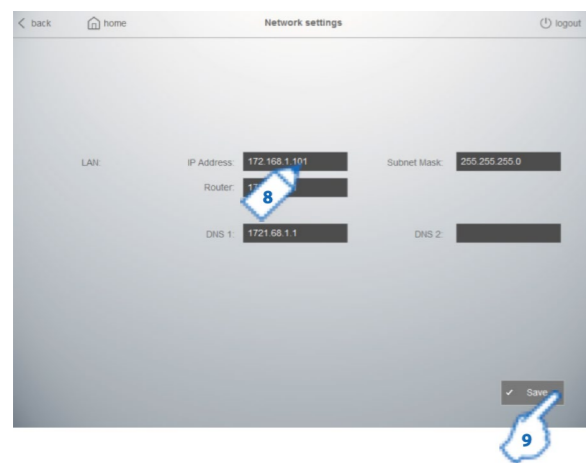 back home Network settings logout
LAN: IP Address: 172.168.1.101 Subnet Mask: 255.255.255.0
8
Router:
DNS 1: 1721.68.1.1 DNS 2:
✓ Save
9